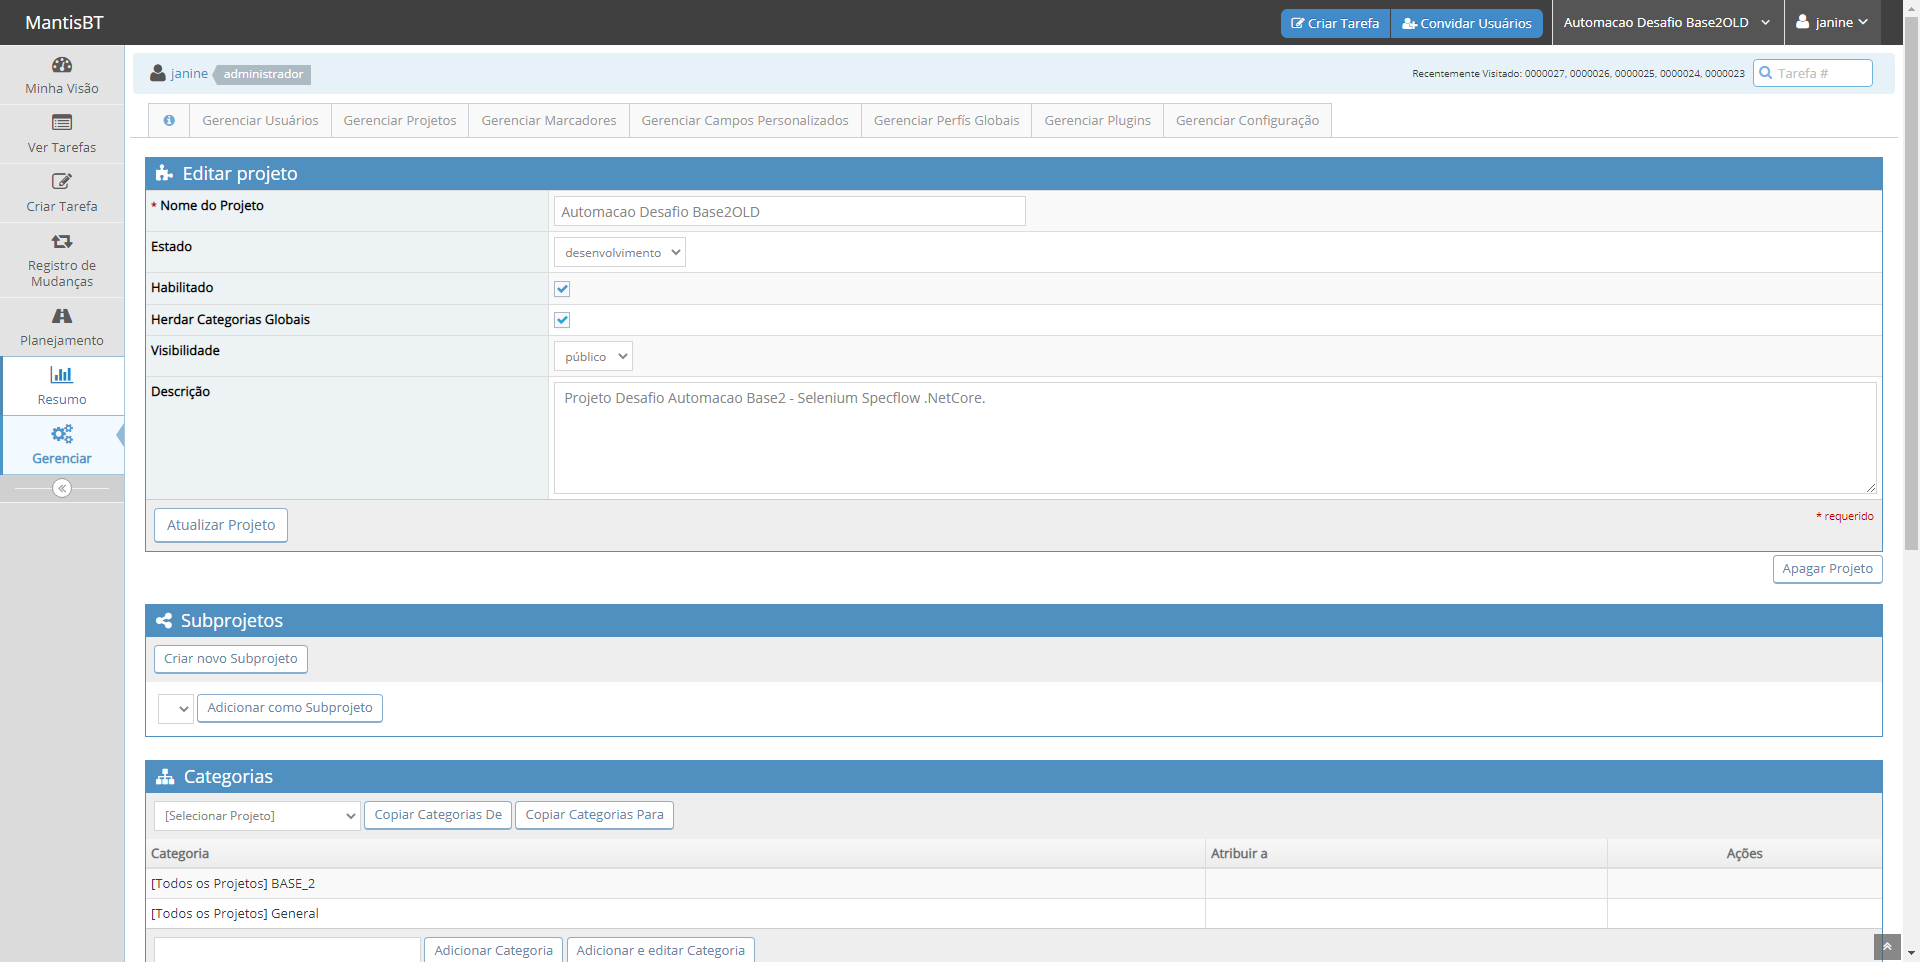 MantisBT
Criar Tarefa
Convidar Usuários
Automacao Desafio Base2OLD
janine
Minha Visão
Ver Tarefas
Criar Tarefa
Registro de
Mudanças
Planejamento
Resumo
Gerenciar
janine administrador
Recentemente Visitado: 0000027, 0000026, 0000025, 0000024, 0000023
Tarefa #
Gerenciar Usuários
Gerenciar Projetos
Gerenciar Marcadores
Gerenciar Campos Personalizados
Gerenciar Perfís Globais
Gerenciar Plugins
Gerenciar Configuração
Editar projeto
* Nome do Projeto
Automacao Desafio Base2OLD
Estado
desenvolvimento
Habilitado
Herdar Categorias Globais
Visibilidade
público
Descrição
Projeto Desafio Automacao Base2 - Selenium Specflow .NetCore.
Atualizar Projeto
* requerido
Apagar Projeto
Subprojetos
Criar novo Subprojeto
Adicionar como Subprojeto
Categorias
[Selecionar Projeto]
Copiar Categorias De
Copiar Categorias Para
Categoria
Atribuir a
Ações
[Todos os Projetos] BASE_2
[Todos os Projetos] General
Adicionar Categoria
Adicionar e editar Categoria